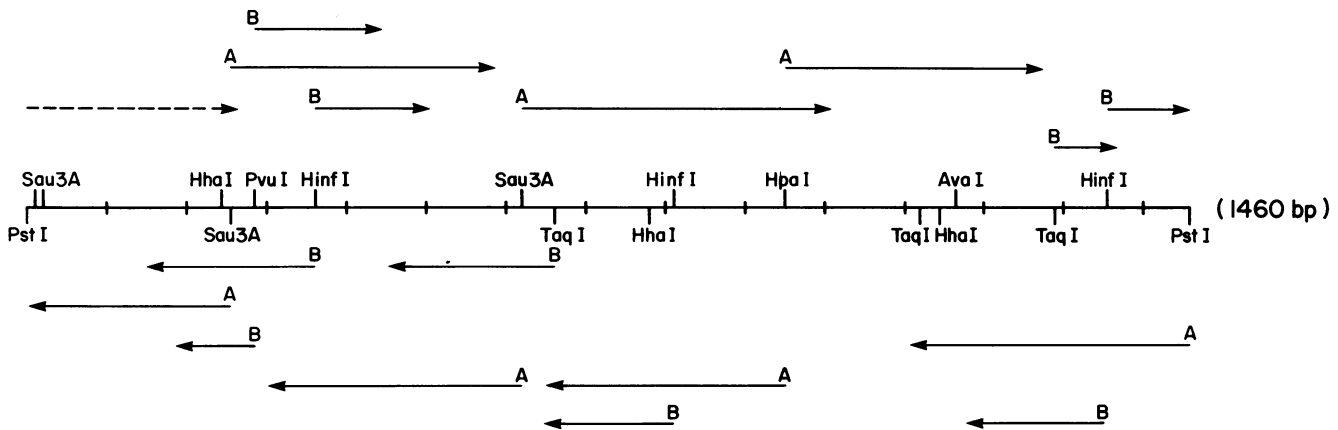 B
A A
B A B
B
Sau3A HhaI PvuI HinfI Sau3A HinfI HpaI AvaI HinfI
(1460 bp)
PstI Sau3A TaqI HhaI TaqI HhaI TaqI PstI
B B
A
B A
A A
B B